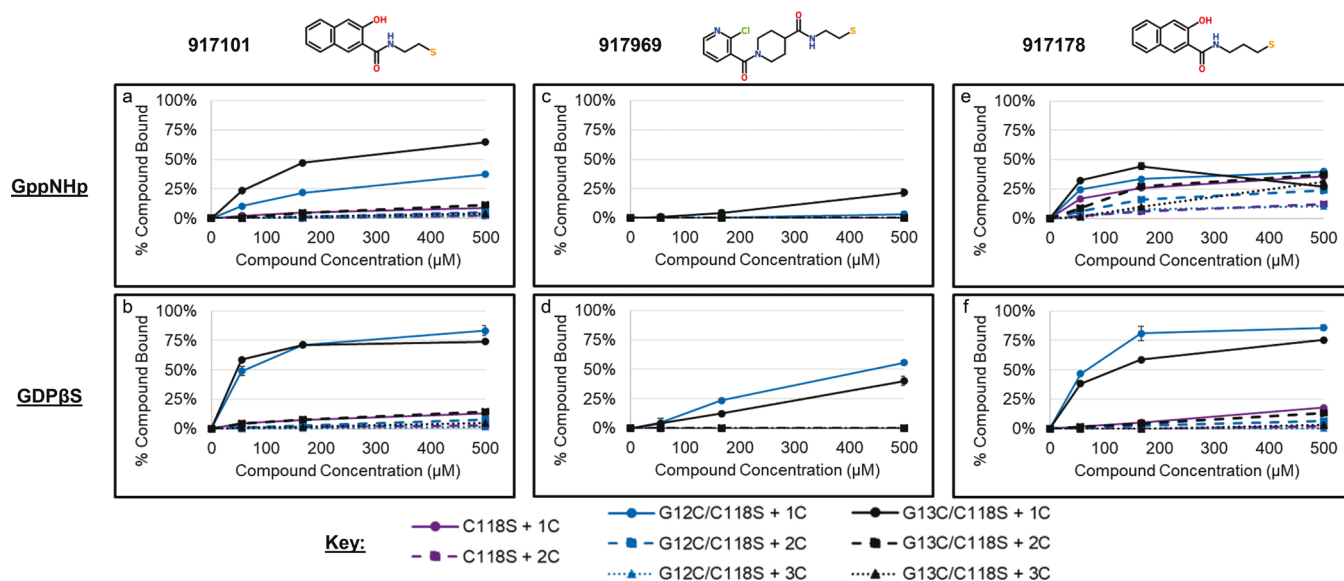 917101
OH
N
H
O
S
917969
N
Cl
O
N
O
N
H
S
917178
OH
N
H
O
S
GppNHp
a
% Compound Bound
100%
75%
50%
25%
0%
0 100 200 300 400 500
Compound Concentration (µM)
c
% Compound Bound
100%
75%
50%
25%
0%
0 100 200 300 400 500
Compound Concentration (µM)
e
% Compound Bound
100%
75%
50%
25%
0%
0 100 200 300 400 500
Compound Concentration (µM)
GDPβS
b
% Compound Bound
100%
75%
50%
25%
0%
0 100 200 300 400 500
Compound Concentration (µM)
d
% Compound Bound
100%
75%
50%
25%
0%
0 100 200 300 400 500
Compound Concentration (µM)
f
% Compound Bound
100%
75%
50%
25%
0%
0 100 200 300 400 500
Compound Concentration (µM)
Key:
C118S + 1C
C118S + 2C
G12C/C118S + 1C
G12C/C118S + 2C
G12C/C118S + 3C
G13C/C118S + 1C
G13C/C118S + 2C
G13C/C118S + 3C